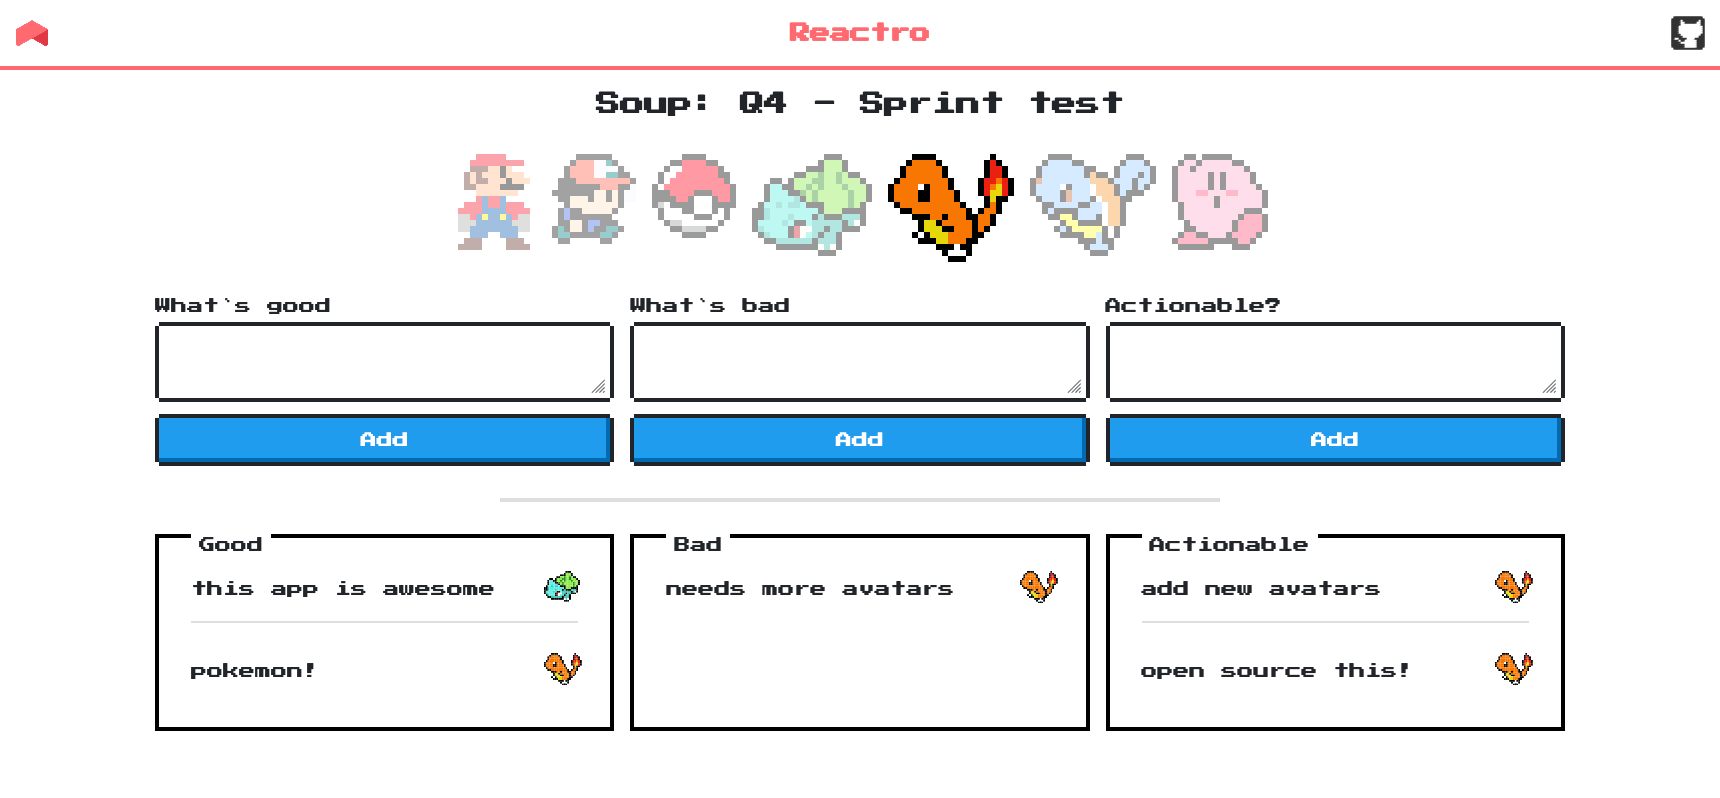 Reactro
Soup: Q4 - Sprint test
What`s good
What`s bad
Actionable?
Add
Add
Add
Good
this app is awesome
pokemon!
Bad
needs more avatars
Actionable
add new avatars
open source this!